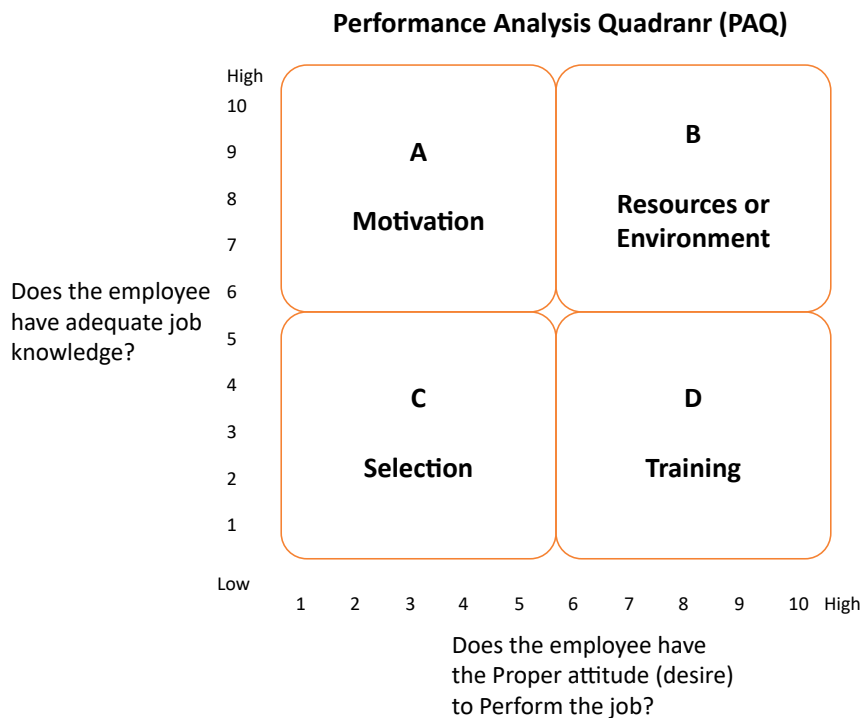 Performance Analysis Quadranr (PAQ)
High
10
9
8
7
6
5
4
3
2
1
Low
Does the employee
have adequate job
knowledge?
A
Motivation
B
Resources or
Environment
C
Selection
D
Training
1 2 3 4 5 6 7 8 9 10 High
Does the employee have
the Proper attitude (desire)
to Perform the job?